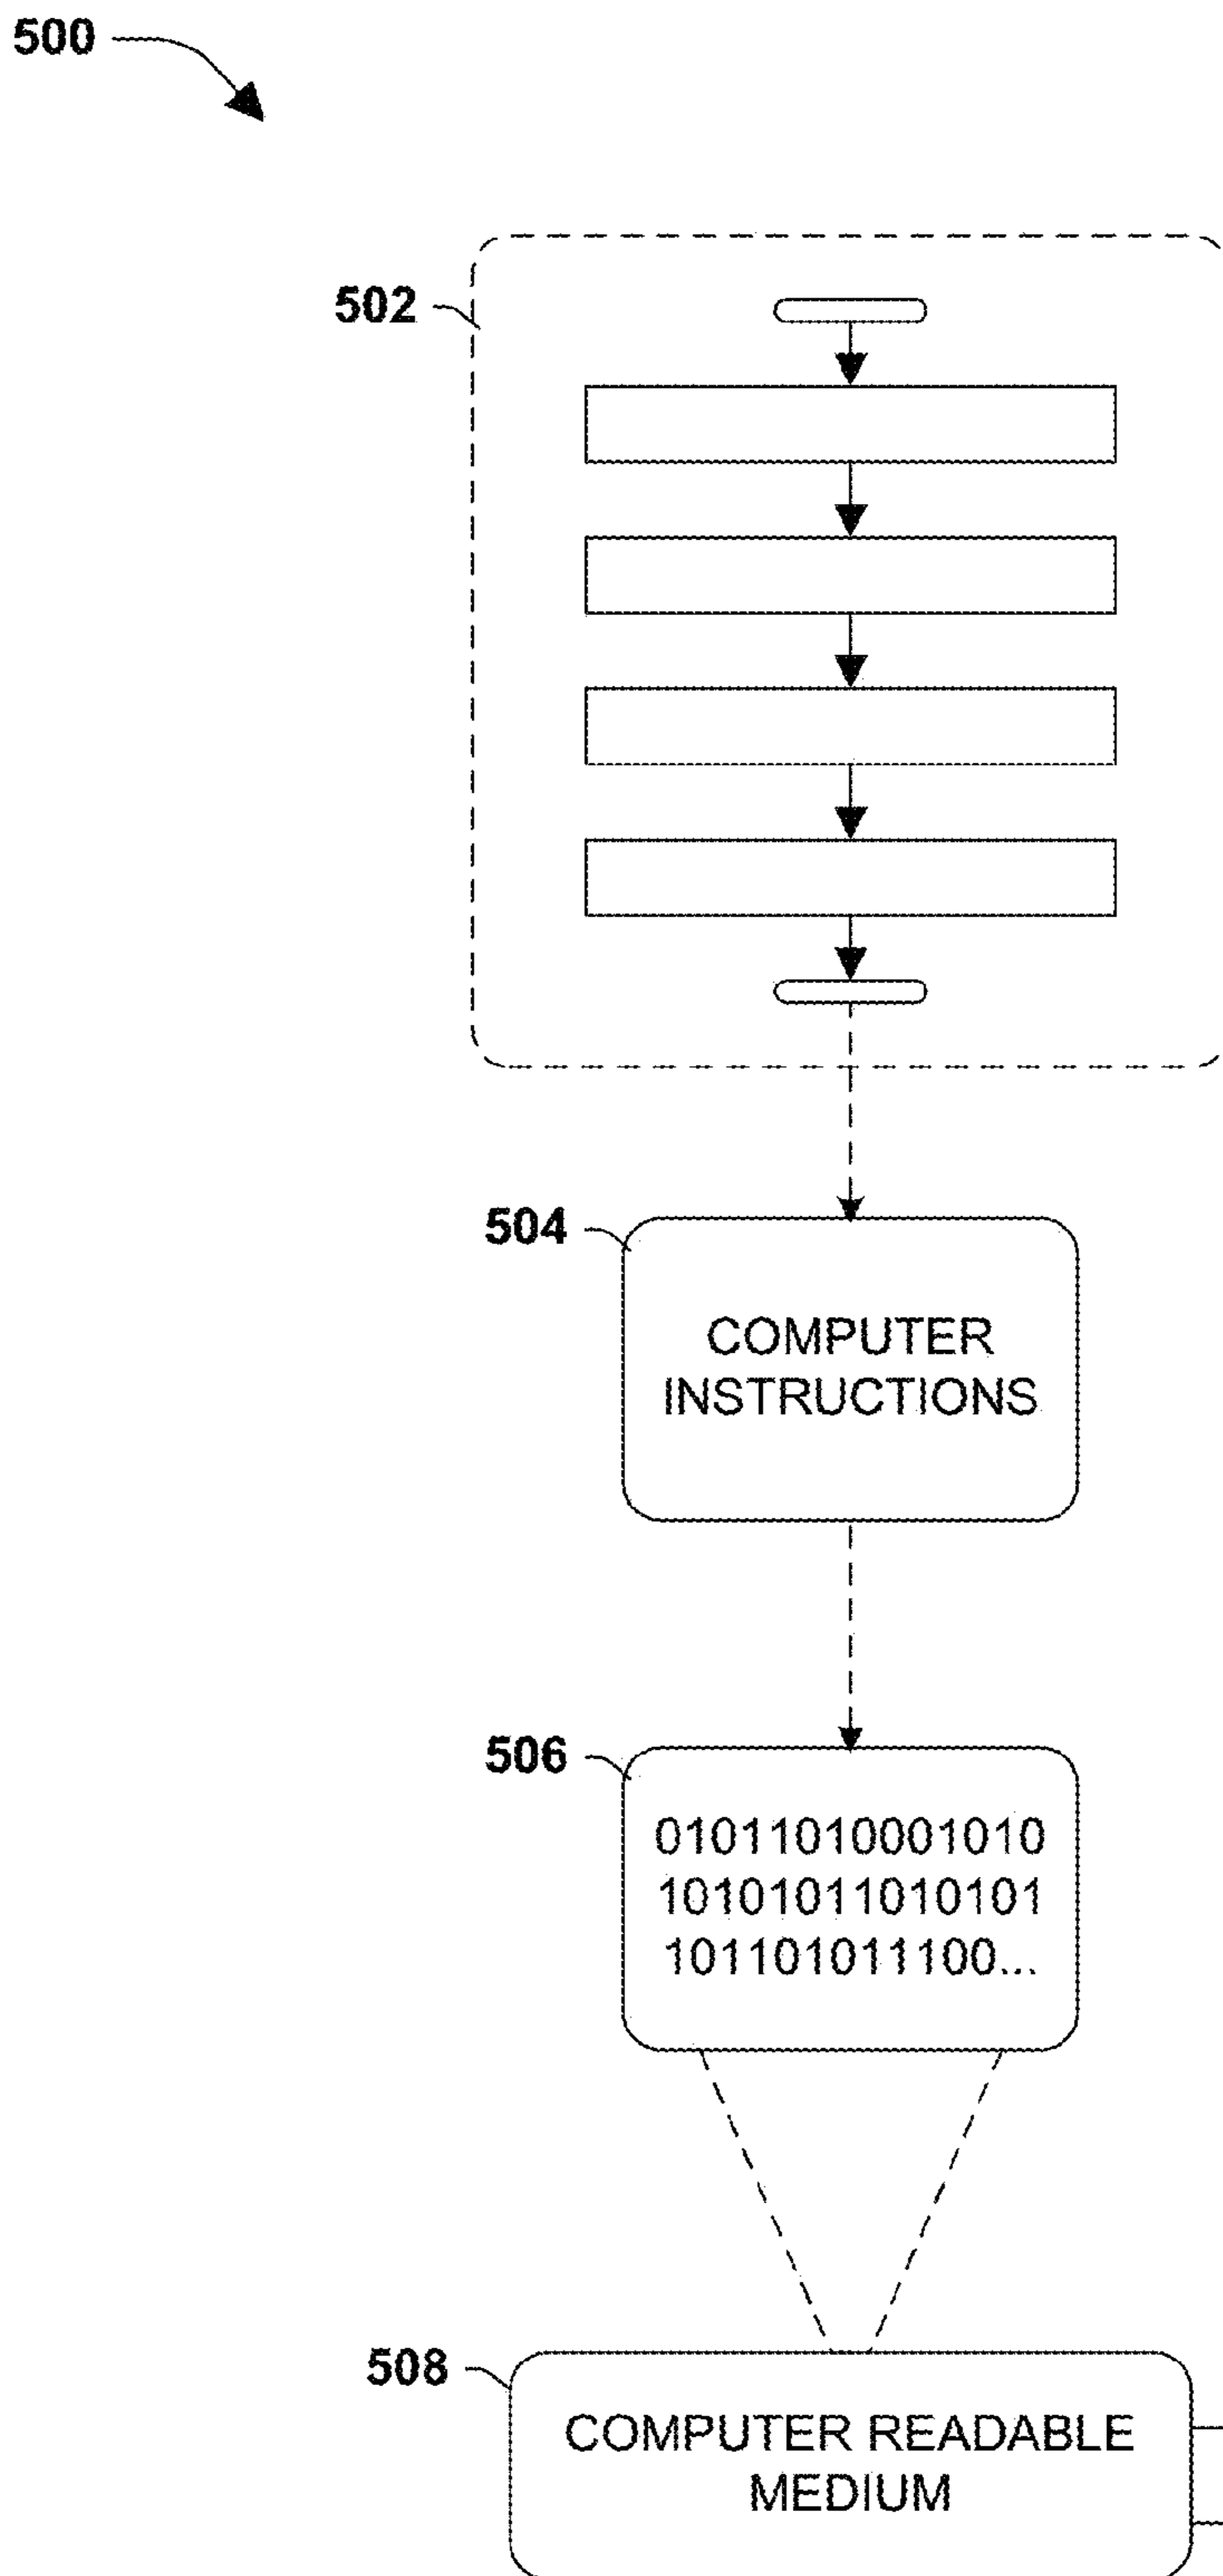 500
502
504
COMPUTER
INSTRUCTIONS
506
01011010001010
10101011010101
101101011100...
508
COMPUTER READABLE
MEDIUM